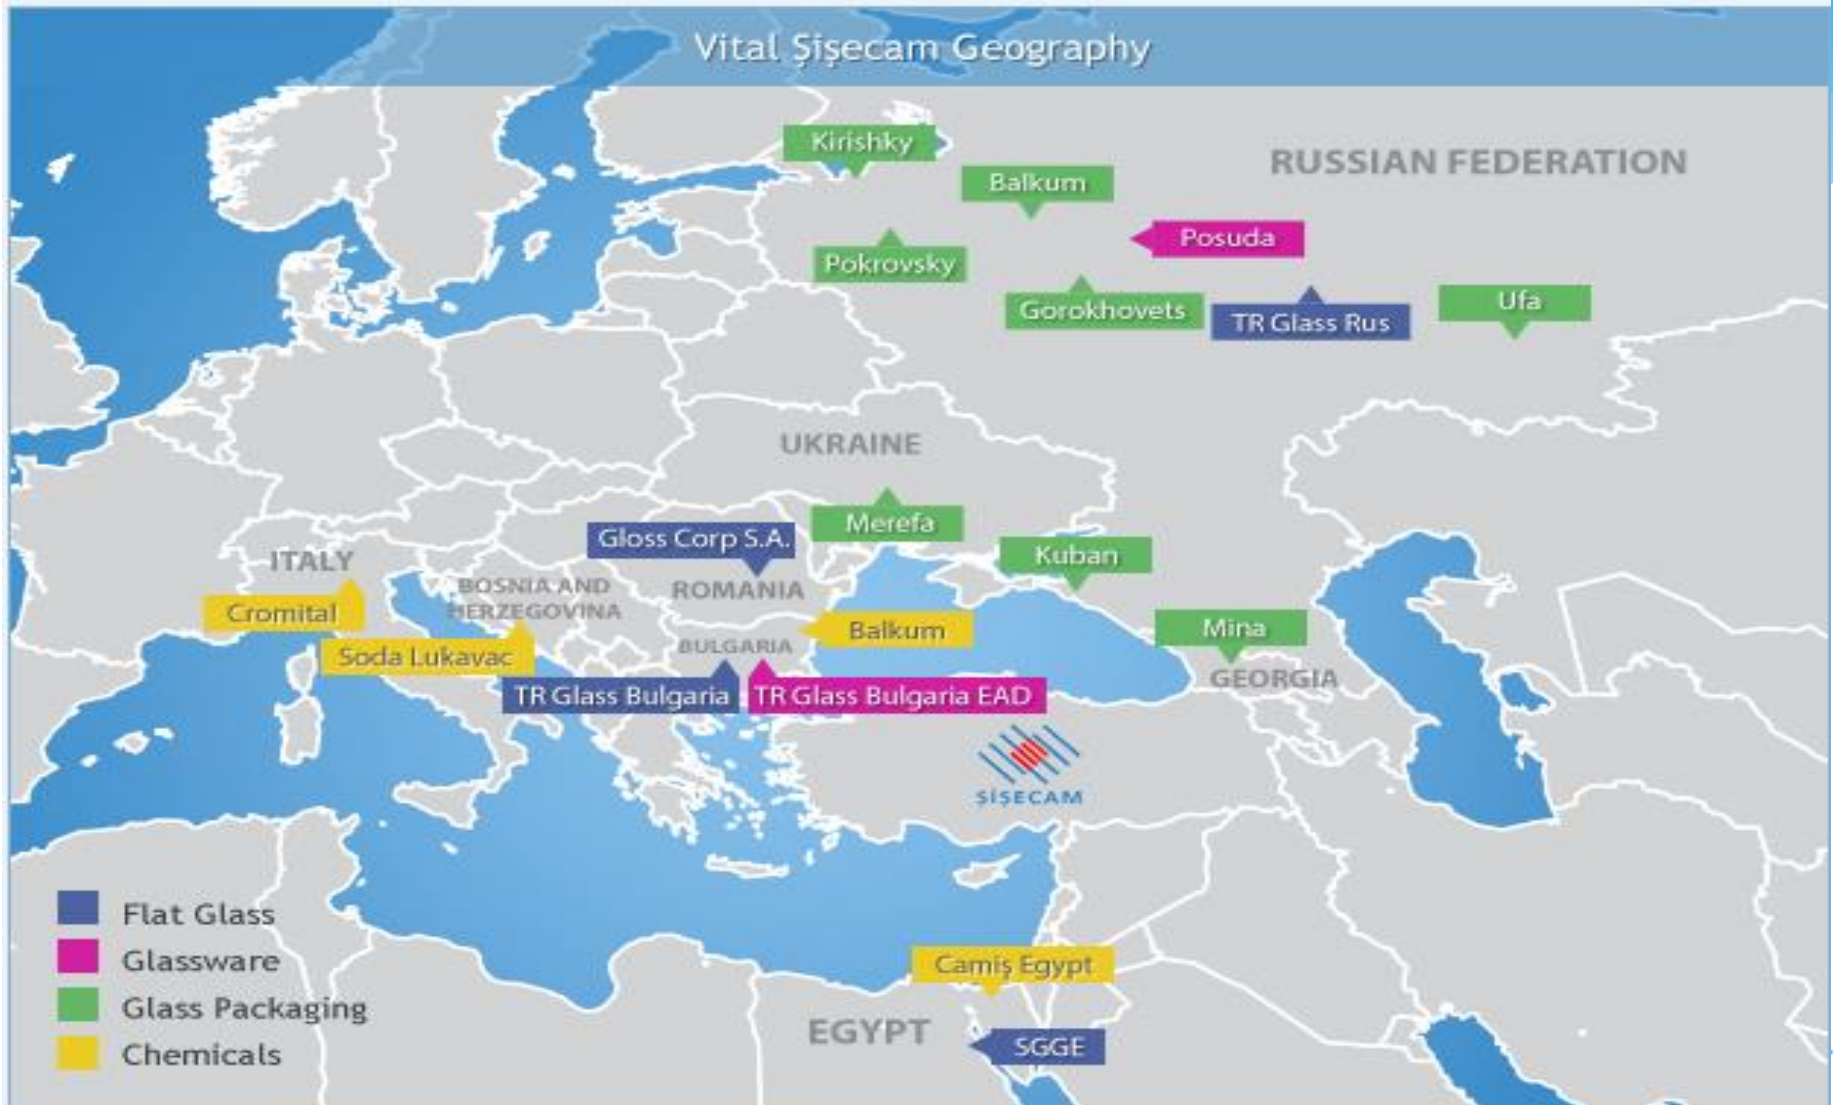 Vital Şişecam Geography
Kirishky
RUSSIAN FEDERATION
Balkum
Posuda
Pokrovsky
Gorokhovets
TR Glass Rus
Ufa
UKRAINE
Merefa
Gloss Corp S.A.
Kuban
ITALY
BOSNIA AND
HERZEGOVINA
ROMANIA
Cromital
Balkum
Mina
Soda Lukavac
BULGARIA
GEORGIA
TR Glass Bulgaria
TR Glass Bulgaria EAD
ŞİŞECAM
Flat Glass
Glassware
Glass Packaging
Chemicals
Camiş Egypt
EGYPT
SGGE